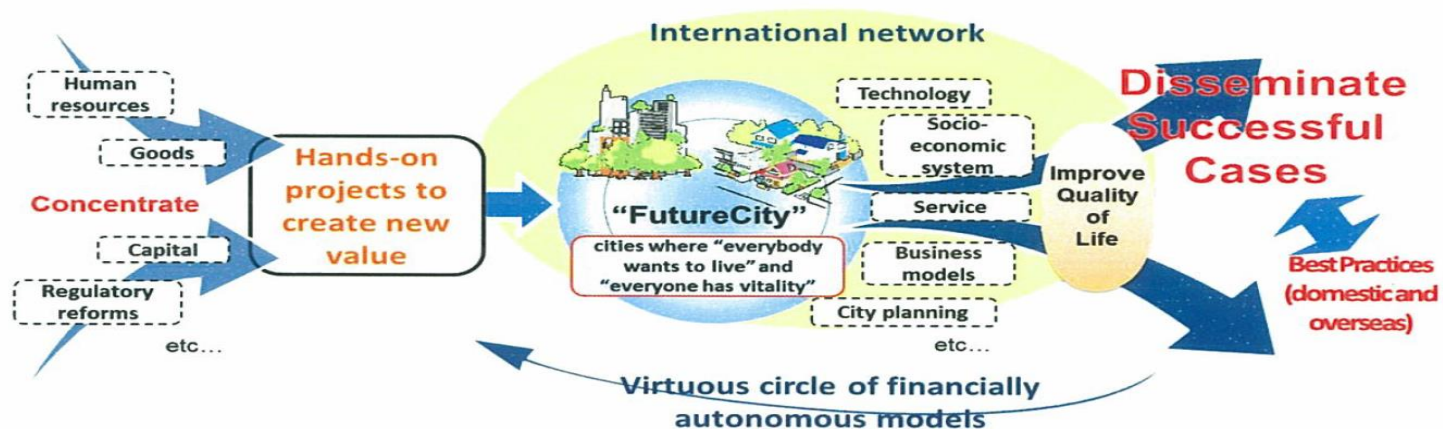 International network
Human
resources
Goods
Concentrate
Capital
Regulatory
reforms
etc...
Hands-on
projects to
create new
value
"FutureCity"
cities where "everybody
wants to live" and
"everyone has vitality"
Technology
Socio-
economic
system
Service
Business
models
City planning
etc...
Improve
Quality
of
Life
Disseminate
Successful
Cases
Best Practices
(domestic and
overseas)
Virtuous circle of financially
autonomous models